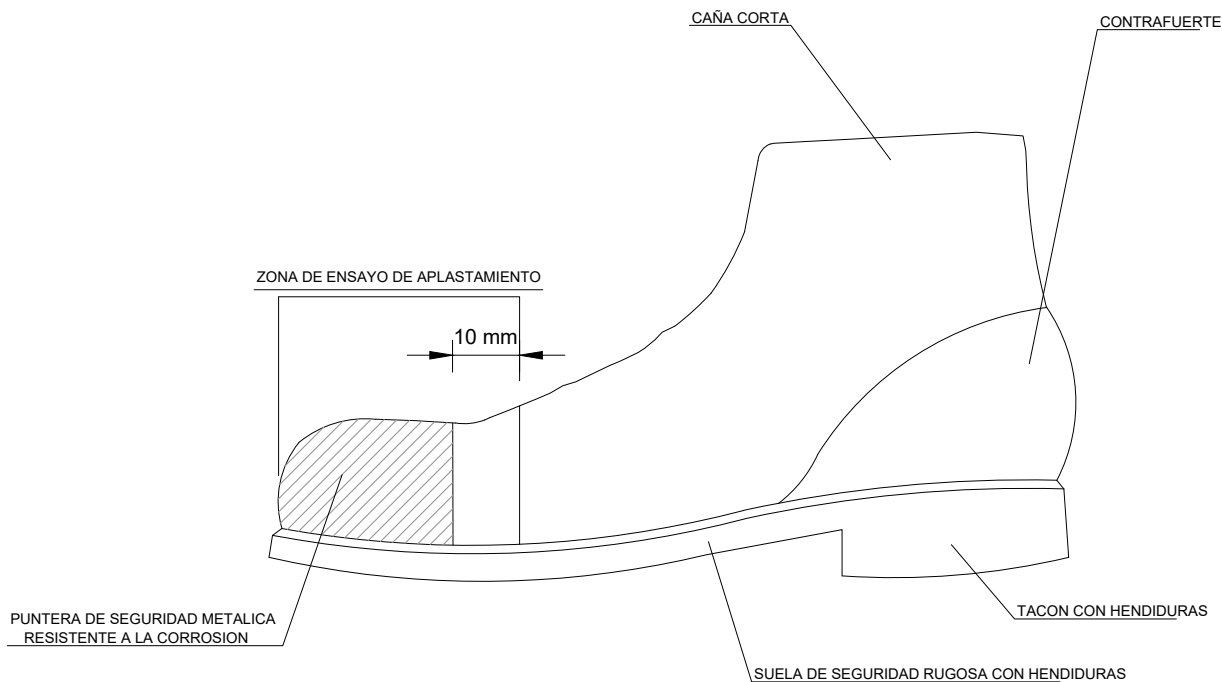 CAÑA CORTA
CONTRAFUERTE
ZONA DE ENSAYO DE APLASTAMIENTO
10 mm
PUNTERA DE SEGURIDAD METALICA
RESISTENTE A LA CORROSION
TACON CON HENDIDURAS
SUELA DE SEGURIDAD RUGOSA CON HENDIDURAS